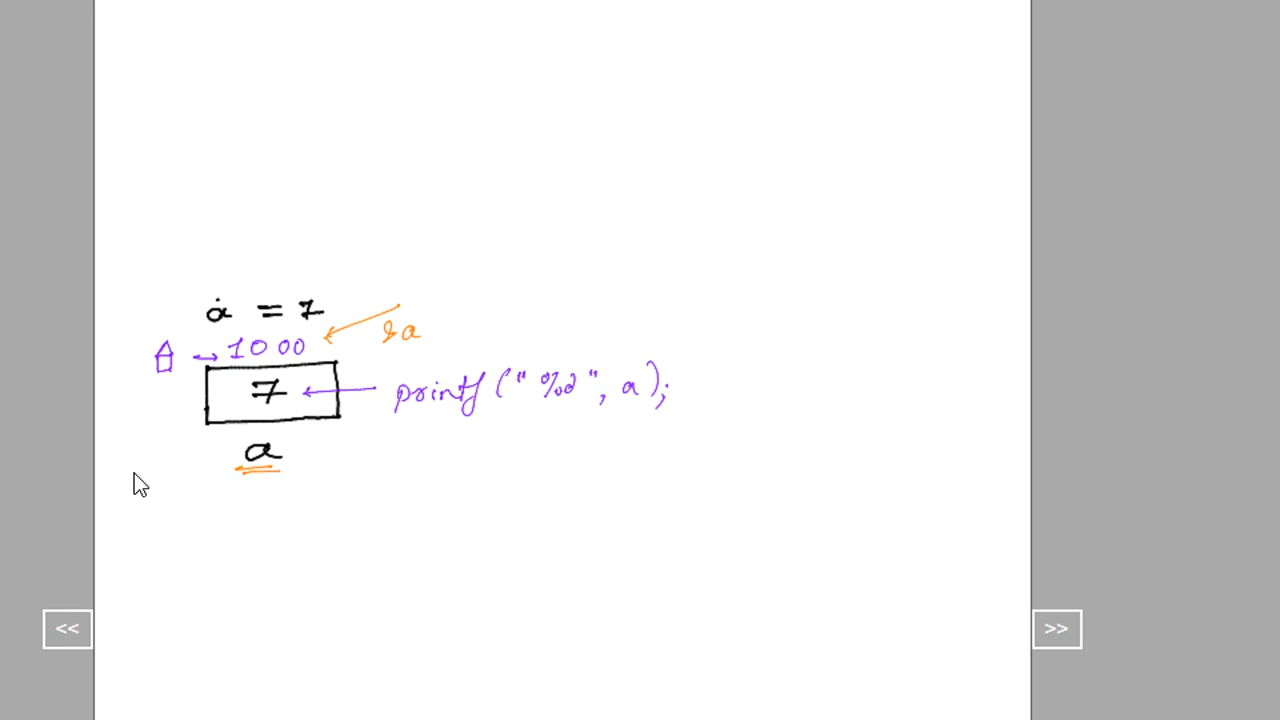 a = 7
1000
&a
7
printf("%d", a);
a
<<
>>